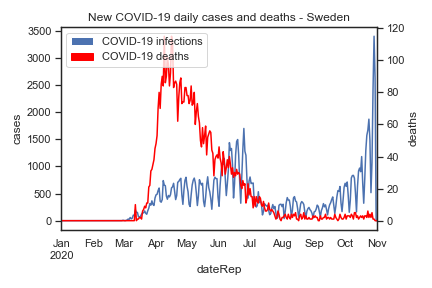 New COVID-19 daily cases and deaths - Sweden
COVID-19 infections
COVID-19 deaths
3500
3000
2500
2000
1500
1000
500
0
cases
120
100
80
60
40
20
0
deaths
Jan Feb Mar Apr May Jun Jul Aug Sep Oct Nov
2020
dateRep